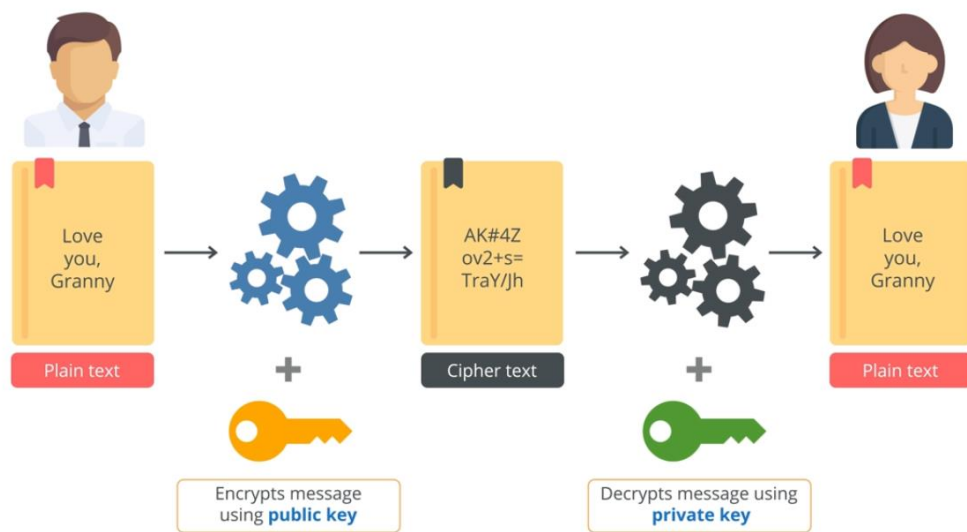 Love
you,
Granny
AK#4Z
ov2+s=
TraY/Jh
Love
you,
Granny
Plain text
Cipher text
Plain text
Encrypts message
using public key
Decrypts message using
private key